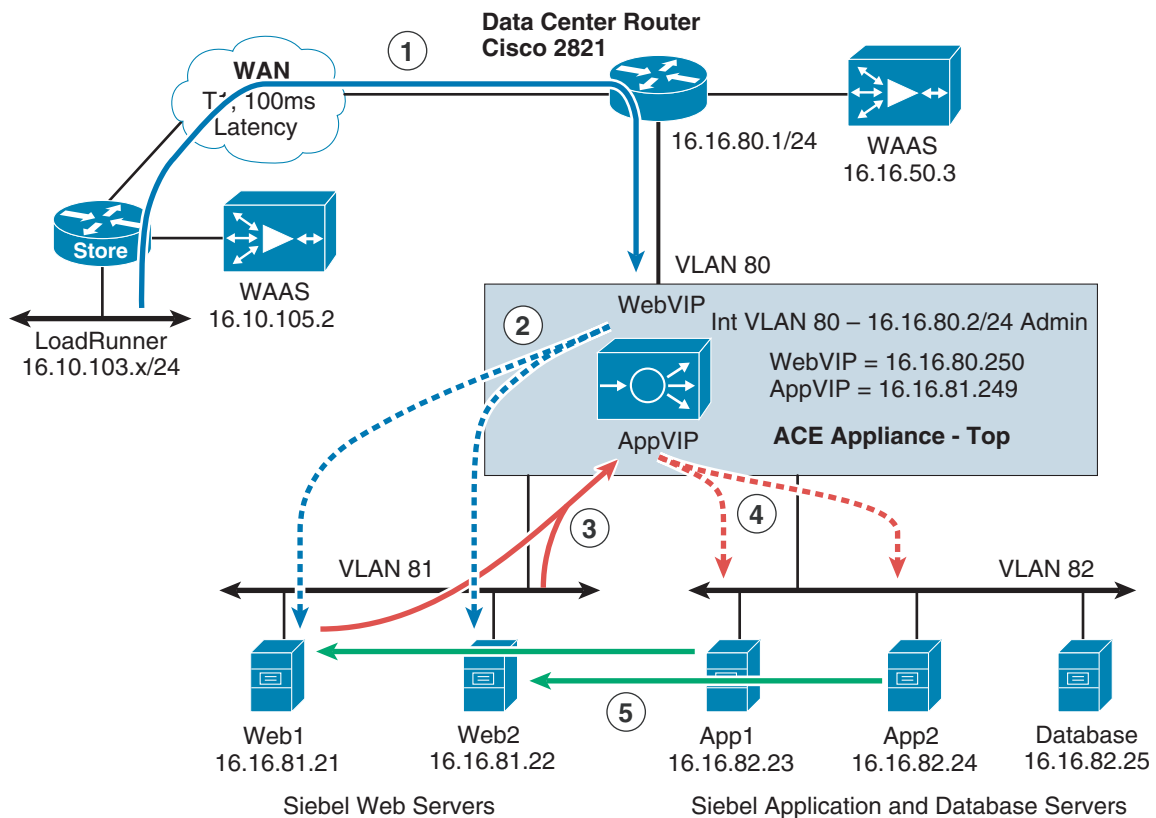 Data Center Router
Cisco 2821
1
WAN
T1, 100ms
Latency
16.16.80.1/24
WAAS
16.16.50.3
Store
WAAS
16.10.105.2
LoadRunner
16.10.103.x/24
VLAN 80
2
WebVIP
Int VLAN 80 – 16.16.80.2/24 Admin
WebVIP = 16.16.80.250
AppVIP = 16.16.81.249
AppVIP
ACE Appliance - Top
3
4
VLAN 81
VLAN 82
5
Web1
16.16.81.21
Web2
16.16.81.22
App1
16.16.82.23
App2
16.16.82.24
Database
16.16.82.25
Siebel Web Servers
Siebel Application and Database Servers